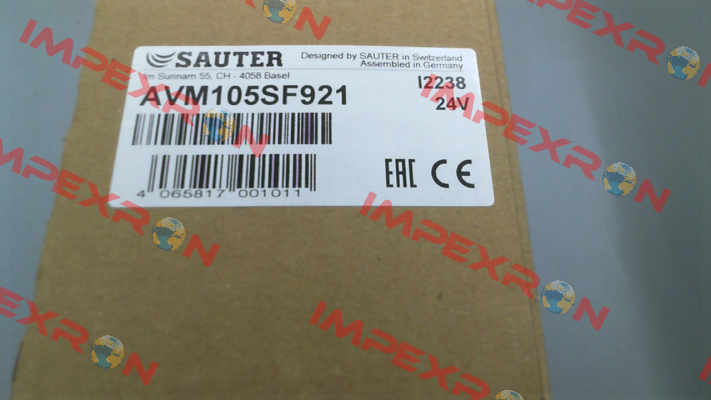 SAUTER
Designed by SAUTER in Switzerland
Assembled in Germany
Im Surinam 55, CH - 4058 Basel
AVM105SF921
I2238
24V
4 065817 001011
EAC CE
IMPEXRON
IMPEXRON
IMPEXRON
IMPEXRON
IMPEXRON
IMPEXRON